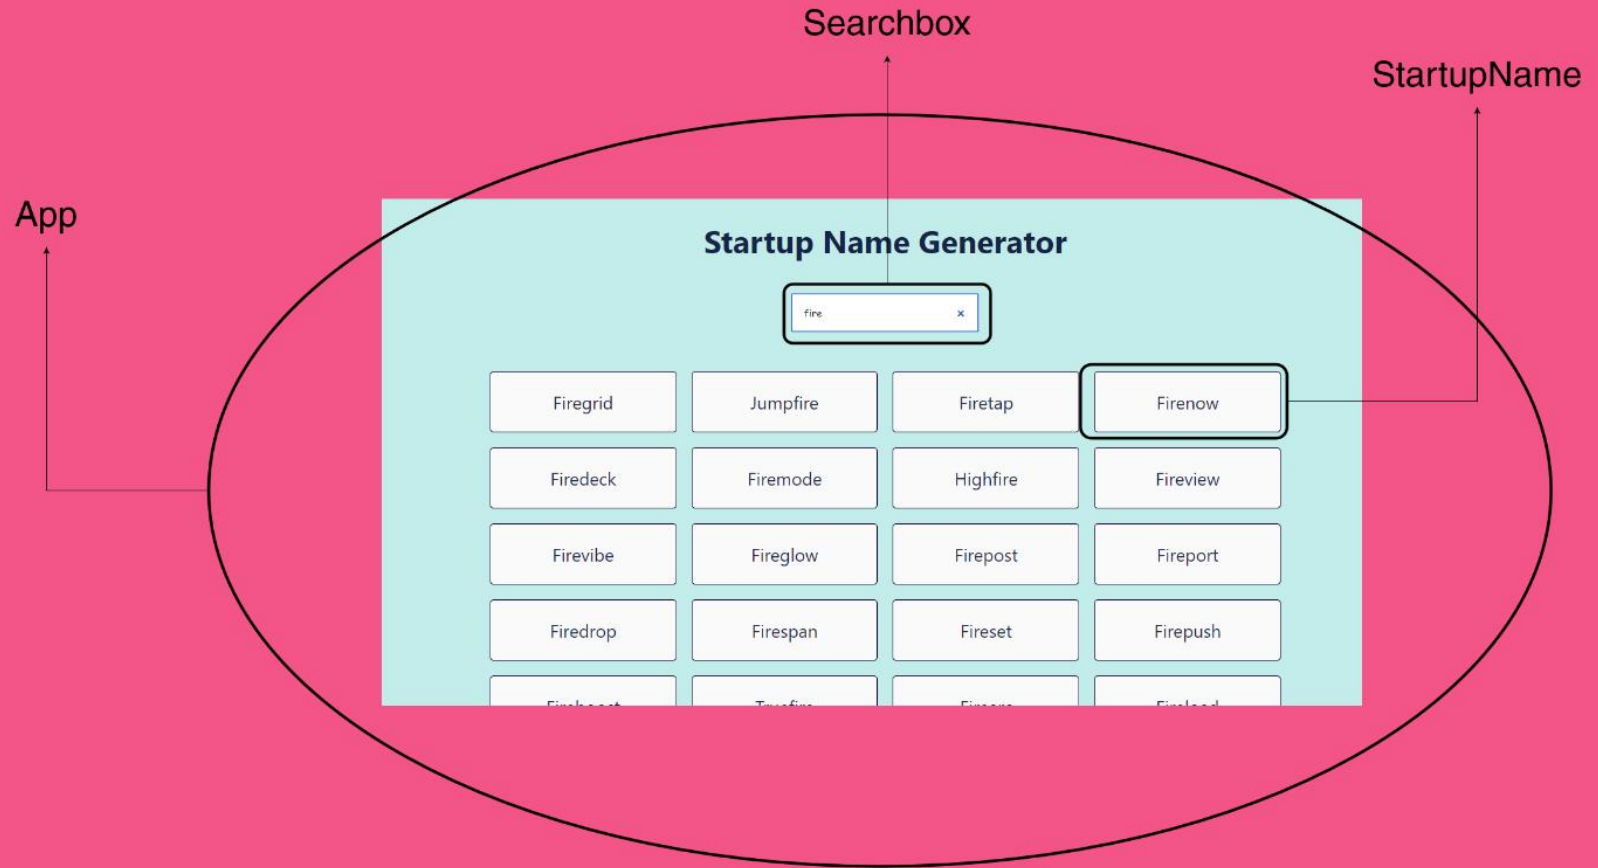 Searchbox
StartupName
App
Startup Name Generator
fire
Firegrid Jumpfire Firetap Firenow
Firedeck Firemode Highfire Fireview
Firevibe Fireglow Firepost Fireport
Firedrop Firespan Fireset Firepush